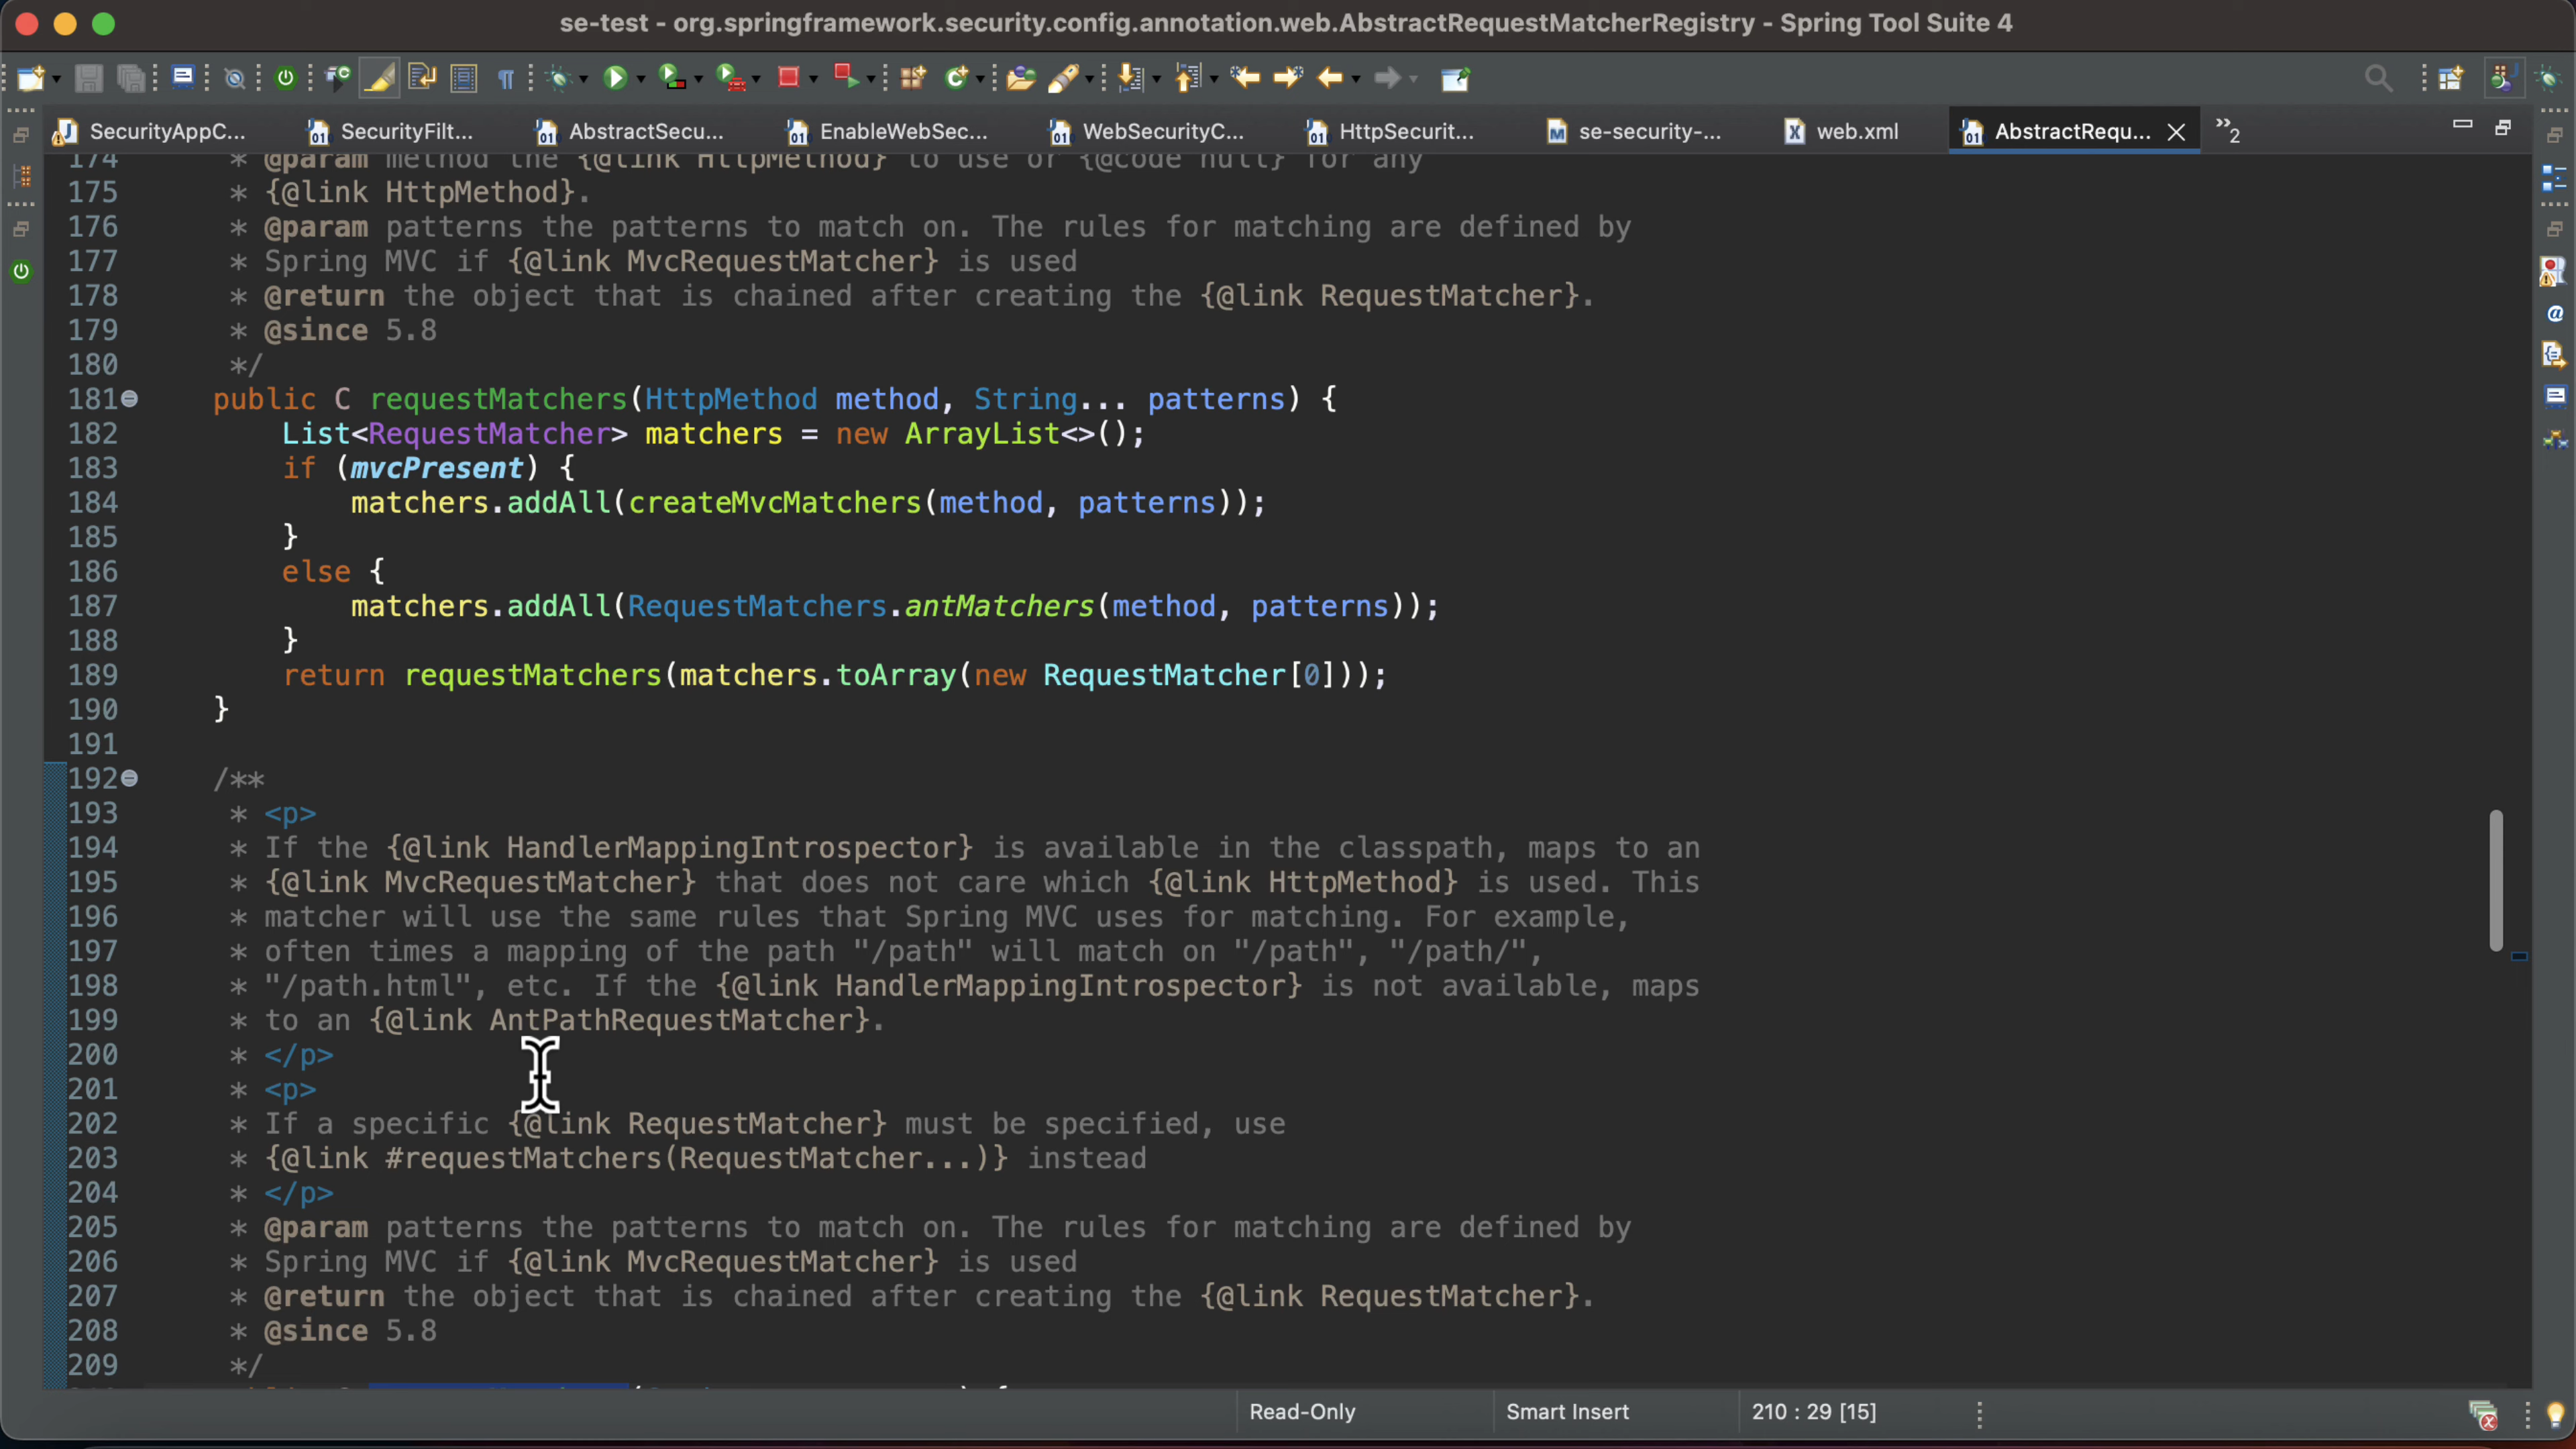 se-test - org.springframework.security.config.annotation.web.AbstractRequestMatcherRegistry - Spring Tool Suite 4
SecurityAppC... SecurityFilt... AbstractSecu... EnableWebSec... WebSecurityC... HttpSecurit... se-security-... web.xml AbstractRequ... »2
174 * @param method the {@link HttpMethod} to use or {@code null} for any
175 * {@link HttpMethod}.
176 * @param patterns the patterns to match on. The rules for matching are defined by
177 * Spring MVC if {@link MvcRequestMatcher} is used
178 * @return the object that is chained after creating the {@link RequestMatcher}.
179 * @since 5.8
180 */
181 public C requestMatchers(HttpMethod method, String... patterns) {
182 List<RequestMatcher> matchers = new ArrayList<>();
183 if (mvcPresent) {
184 matchers.addAll(createMvcMatchers(method, patterns));
185 }
186 else {
187 matchers.addAll(RequestMatchers.antMatchers(method, patterns));
188 }
189 return requestMatchers(matchers.toArray(new RequestMatcher[0]));
190 }
191
192 /**
193 * <p>
194 * If the {@link HandlerMappingIntrospector} is available in the classpath, maps to an
195 * {@link MvcRequestMatcher} that does not care which {@link HttpMethod} is used. This
196 * matcher will use the same rules that Spring MVC uses for matching. For example,
197 * often times a mapping of the path "/path" will match on "/path", "/path/",
198 * "/path.html", etc. If the {@link HandlerMappingIntrospector} is not available, maps
199 * to an {@link AntPathRequestMatcher}.
200 * </p>
201 * <p>
202 * If a specific {@link RequestMatcher} must be specified, use
203 * {@link #requestMatchers(RequestMatcher...)} instead
204 * </p>
205 * @param patterns the patterns to match on. The rules for matching are defined by
206 * Spring MVC if {@link MvcRequestMatcher} is used
207 * @return the object that is chained after creating the {@link RequestMatcher}.
208 * @since 5.8
209 */
Read-Only Smart Insert 210 : 29 [15]